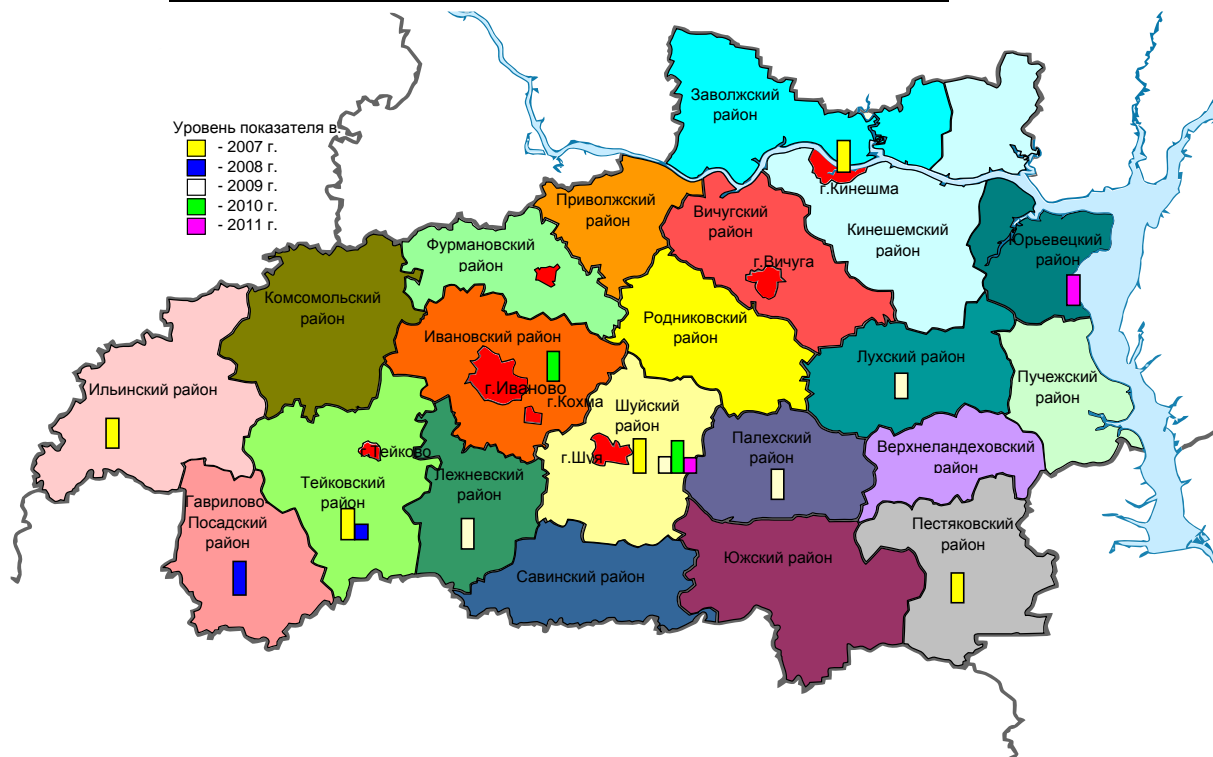 Заволжский
район
Уровень показателя в:
- 2007 г.
- 2008 г.
- 2009 г.
- 2010 г.
- 2011 г.
г.Кинешма
Приволжский
район
Вичугский
район
Кинешемский
район
Юрьевецкий
район
Фурмановский
район
г.Вичуга
Комсомольский
район
Родниковский
район
Ивановский район
Лухский район
Пучежский
район
Ильинский район
г.Иваново
г.Кохма
Шуйский
район
Палехский
район
Верхнеландеховский
район
г.Тейково
г.Шуя
Лежневский
район
Тейковский
район
Гаврилово
Посадский
район
Пестяковский
район
Южский район
Савинский район